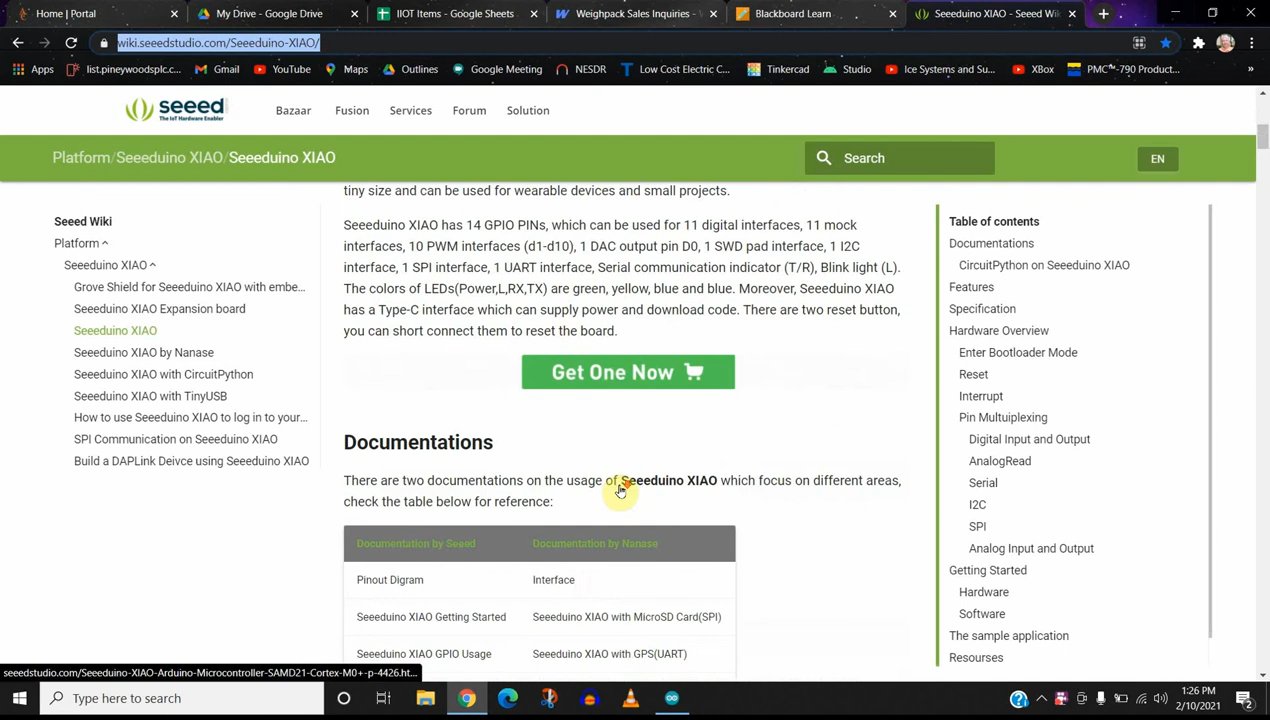 Home | Portal
My Drive - Google Drive
IIOT Items - Google Sheets
Weighpack Sales Inquiries - V
Blackboard Learn
Seeeduino XIAO - Seeed Wik
wiki.seeedstudio.com/Seeeduino-XIAO/
Apps
list.pineywoodsplc.c...
Gmail
YouTube
Maps
Outlines
Google Meeting
NESDR
Low Cost Electric C...
Tinkercad
Studio
Ice Systems and Su...
XBox
PMC™-790 Product...
seeed
The IoT Hardware Enabler
Bazaar
Fusion
Services
Forum
Solution
Platform/Seeeduino XIAO/Seeeduino XIAO
Search
EN
Seeed Wiki
Platform
Seeeduino XIAO
Grove Shield for Seeeduino XIAO with embe...
Seeeduino XIAO Expansion board
Seeeduino XIAO
Seeeduino XIAO by Nanase
Seeeduino XIAO with CircuitPython
Seeeduino XIAO with TinyUSB
How to use Seeeduino XIAO to log in to your...
SPI Communication on Seeeduino XIAO
Build a DAPLink Deivce using Seeeduino XIAO
tiny size and can be used for wearable devices and small projects.
Seeeduino XIAO has 14 GPIO PINs, which can be used for 11 digital interfaces, 11 mock
interfaces, 10 PWM interfaces (d1-d10), 1 DAC output pin D0, 1 SWD pad interface, 1 I2C
interface, 1 SPI interface, 1 UART interface, Serial communication indicator (T/R), Blink light (L).
The colors of LEDs(Power,L,RX,TX) are green, yellow, blue and blue. Moreover, Seeeduino XIAO
has a Type-C interface which can supply power and download code. There are two reset button,
you can short connect them to reset the board.
Get One Now
Documentations
There are two documentations on the usage of Seeeduino XIAO which focus on different areas,
check the table below for reference:
Documentation by Seeed
Documentation by Nanase
Pinout Digram
Interface
Seeeduino XIAO Getting Started
Seeeduino XIAO with MicroSD Card(SPI)
Seeeduino XIAO GPIO Usage
Seeeduino XIAO with GPS(UART)
Table of contents
Documentations
CircuitPython on Seeeduino XIAO
Features
Specification
Hardware Overview
Enter Bootloader Mode
Reset
Interrupt
Pin Multuiplexing
Digital Input and Output
AnalogRead
Serial
I2C
SPI
Analog Input and Output
Getting Started
Hardware
Software
The sample application
Resourses
seeedstudio.com/Seeeduino-XIAO-Arduino-Microcontroller-SAMD21-Cortex-M0+-p-4426.ht...
Type here to search
1:26 PM
2/10/2021
2